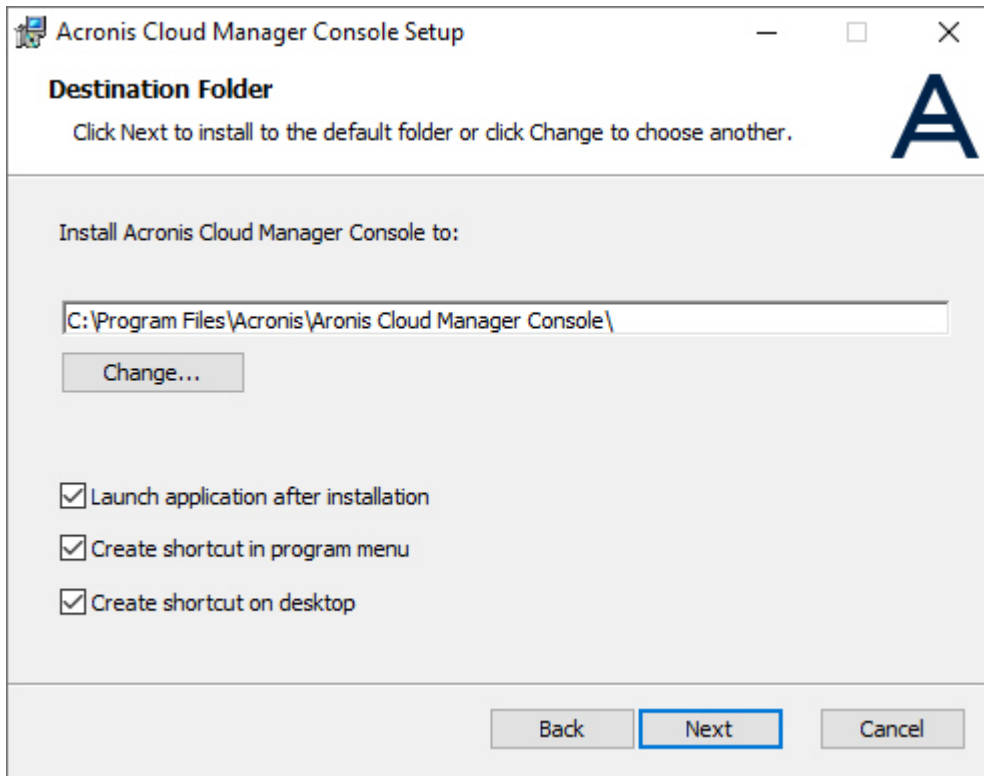 Acronis Cloud Manager Console Setup
Destination Folder
Click Next to install to the default folder or click Change to choose another.
Install Acronis Cloud Manager Console to:
C:\Program Files\Acronis\Aronis Cloud Manager Console\
Change...
Launch application after installation
Create shortcut in program menu
Create shortcut on desktop
Back Next Cancel